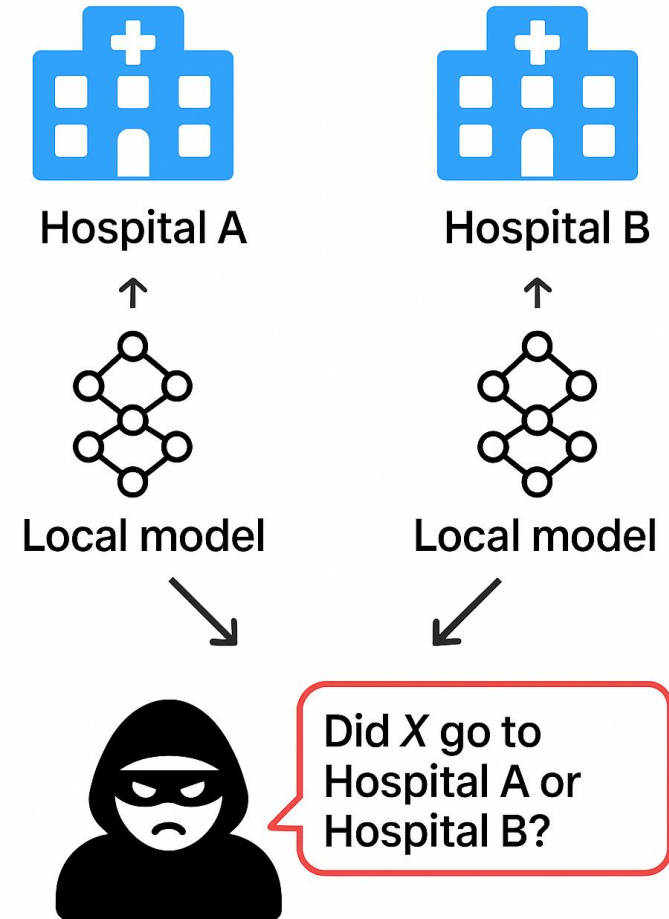 Hospital A
Hospital B
Local model
Local model
Did X go to
Hospital A or
Hospital B?